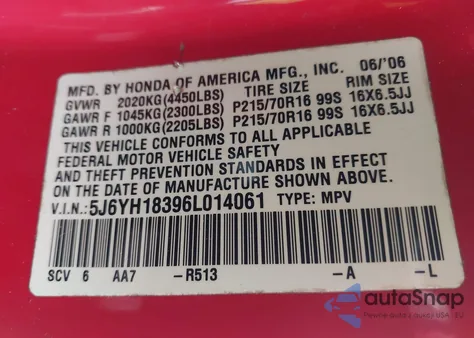 MFD. BY HONDA OF AMERICA MFG., INC. 06/'06
GVWR 2020KG(4450LBS) TIRE SIZE RIM SIZE
GAWR F 1045KG(2300LBS) P215/70R16 99S 16X6.5JJ
GAWR R 1000KG(2205LBS) P215/70R16 99S 16X6.5JJ
THIS VEHICLE CONFORMS TO ALL APPLICABLE
FEDERAL MOTOR VEHICLE SAFETY
AND THEFT PREVENTION STANDARDS IN EFFECT
ON THE DATE OF MANUFACTURE SHOWN ABOVE.
V.I.N.: 5J6YH18396L014061 TYPE: MPV
SCV 6 AA7 -R513 -A -L
autoSnap